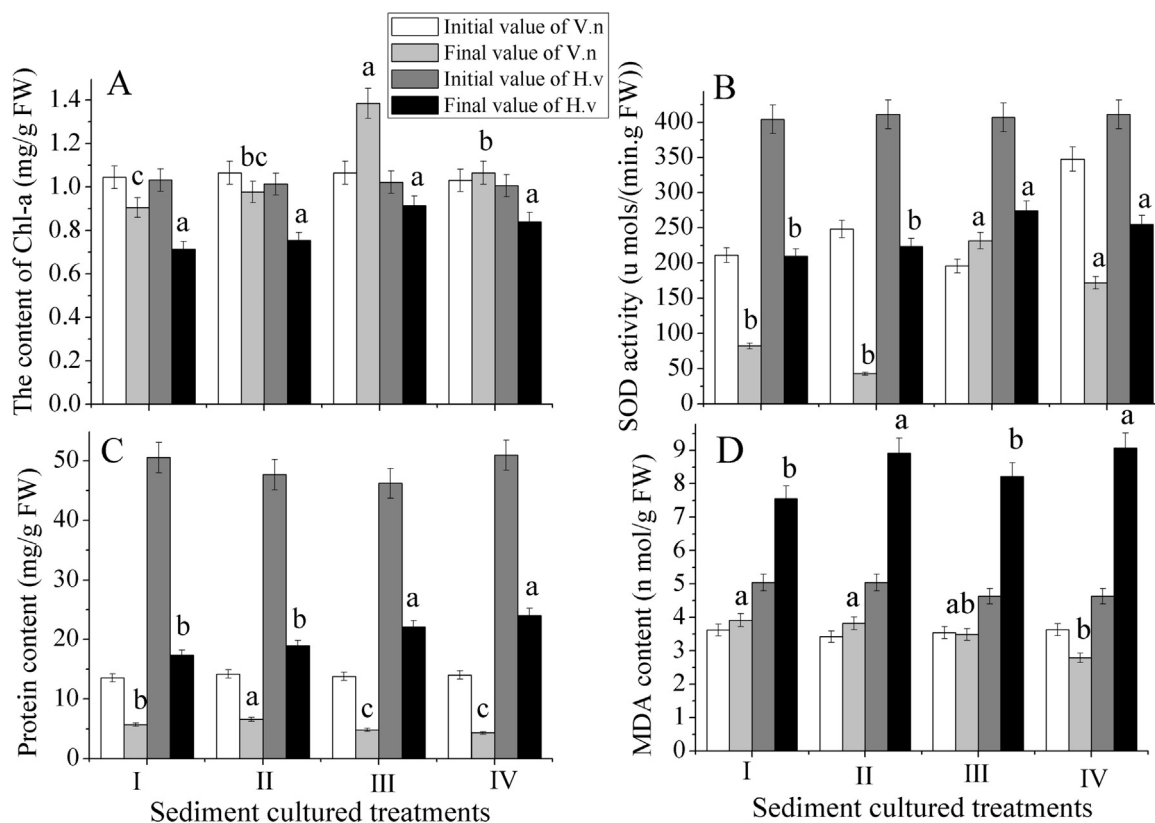 Initial value of V.n
Final value of V.n
Initial value of H.v
Final value of H.v
A
The content of Chl-a (mg/g FW)
1.4
1.2
1.0
0.8
0.6
0.4
0.2
0.0
c
a
bc
a
a
a
b
a
B
SOD activity (u mols/(min.g FW))
400
350
300
250
200
150
100
50
0
b
b
b
b
a
a
a
a
C
Protein content (mg/g FW)
50
40
30
20
10
0
b
b
a
b
c
a
c
a
I
II
III
IV
Sediment cultured treatments
D
MDA content (n mol/g FW)
9
8
7
6
5
4
3
2
1
0
a
b
a
a
ab
b
b
a
I
II
III
IV
Sediment cultured treatments